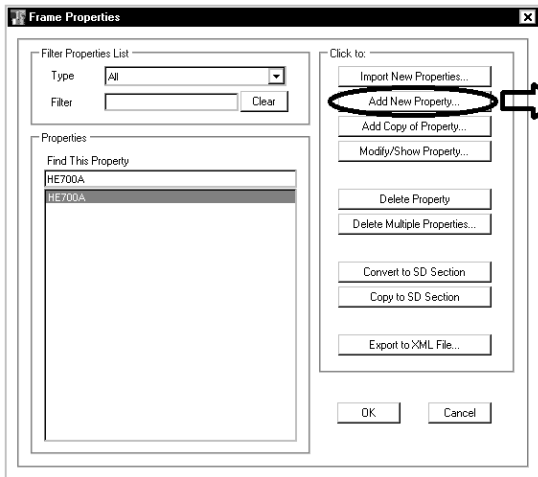 Frame Properties
Filter Properties List
Type All
Filter Clear
Properties
Find This Property
HE700A
HE700A
Click to:
Import New Properties...
Add New Property...
Add Copy of Property...
Modify/Show Property...
Delete Property
Delete Multiple Properties...
Convert to SD Section
Copy to SD Section
Export to XML File...
OK Cancel